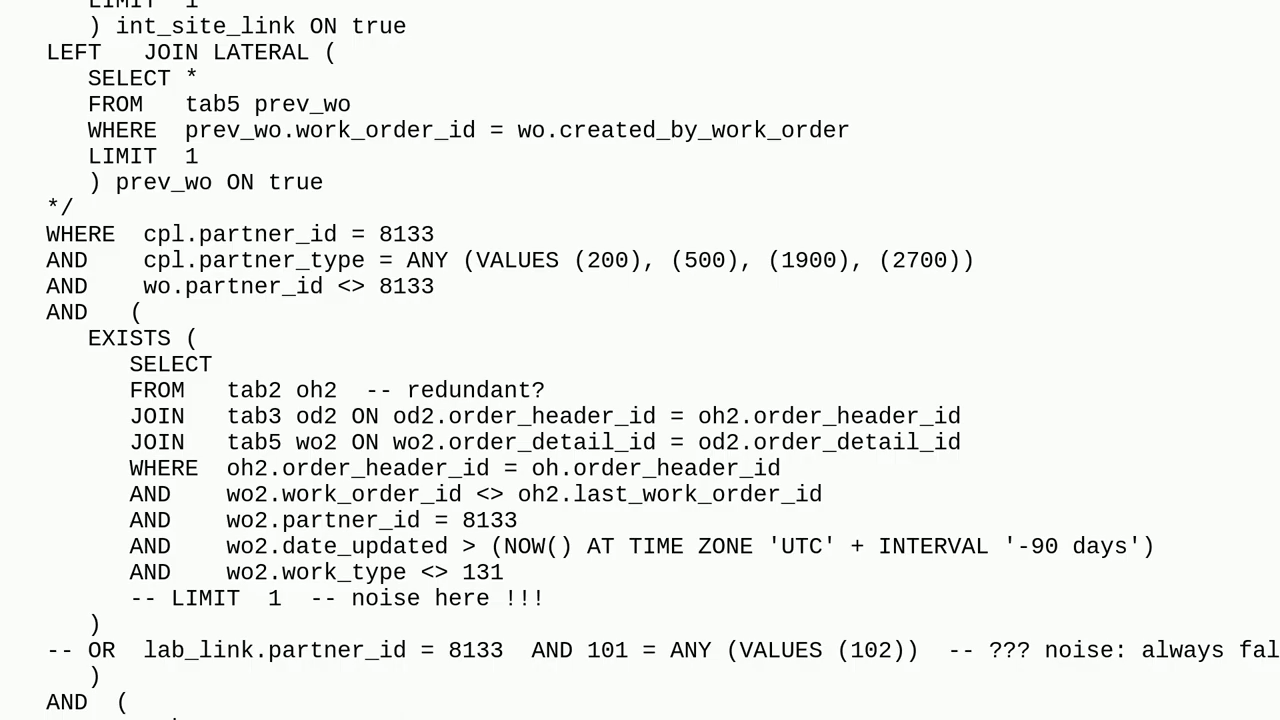 LIMIT  1
   ) int_site_link ON true
LEFT   JOIN LATERAL (
   SELECT *
   FROM   tab5 prev_wo
   WHERE  prev_wo.work_order_id = wo.created_by_work_order
   LIMIT  1
   ) prev_wo ON true
*/
WHERE  cpl.partner_id = 8133
AND    cpl.partner_type = ANY (VALUES (200), (500), (1900), (2700))
AND    wo.partner_id <> 8133
AND   (
   EXISTS (
      SELECT
      FROM   tab2 oh2  -- redundant?
      JOIN   tab3 od2 ON od2.order_header_id = oh2.order_header_id
      JOIN   tab5 wo2 ON wo2.order_detail_id = od2.order_detail_id
      WHERE  oh2.order_header_id = oh.order_header_id
      AND    wo2.work_order_id <> oh2.last_work_order_id
      AND    wo2.partner_id = 8133
      AND    wo2.date_updated > (NOW() AT TIME ZONE 'UTC' + INTERVAL '-90 days')
      AND    wo2.work_type <> 131
      -- LIMIT  1  -- noise here !!!
   )
-- OR  lab_link.partner_id = 8133  AND 101 = ANY (VALUES (102))  -- ??? noise: always fal
   )
AND  (